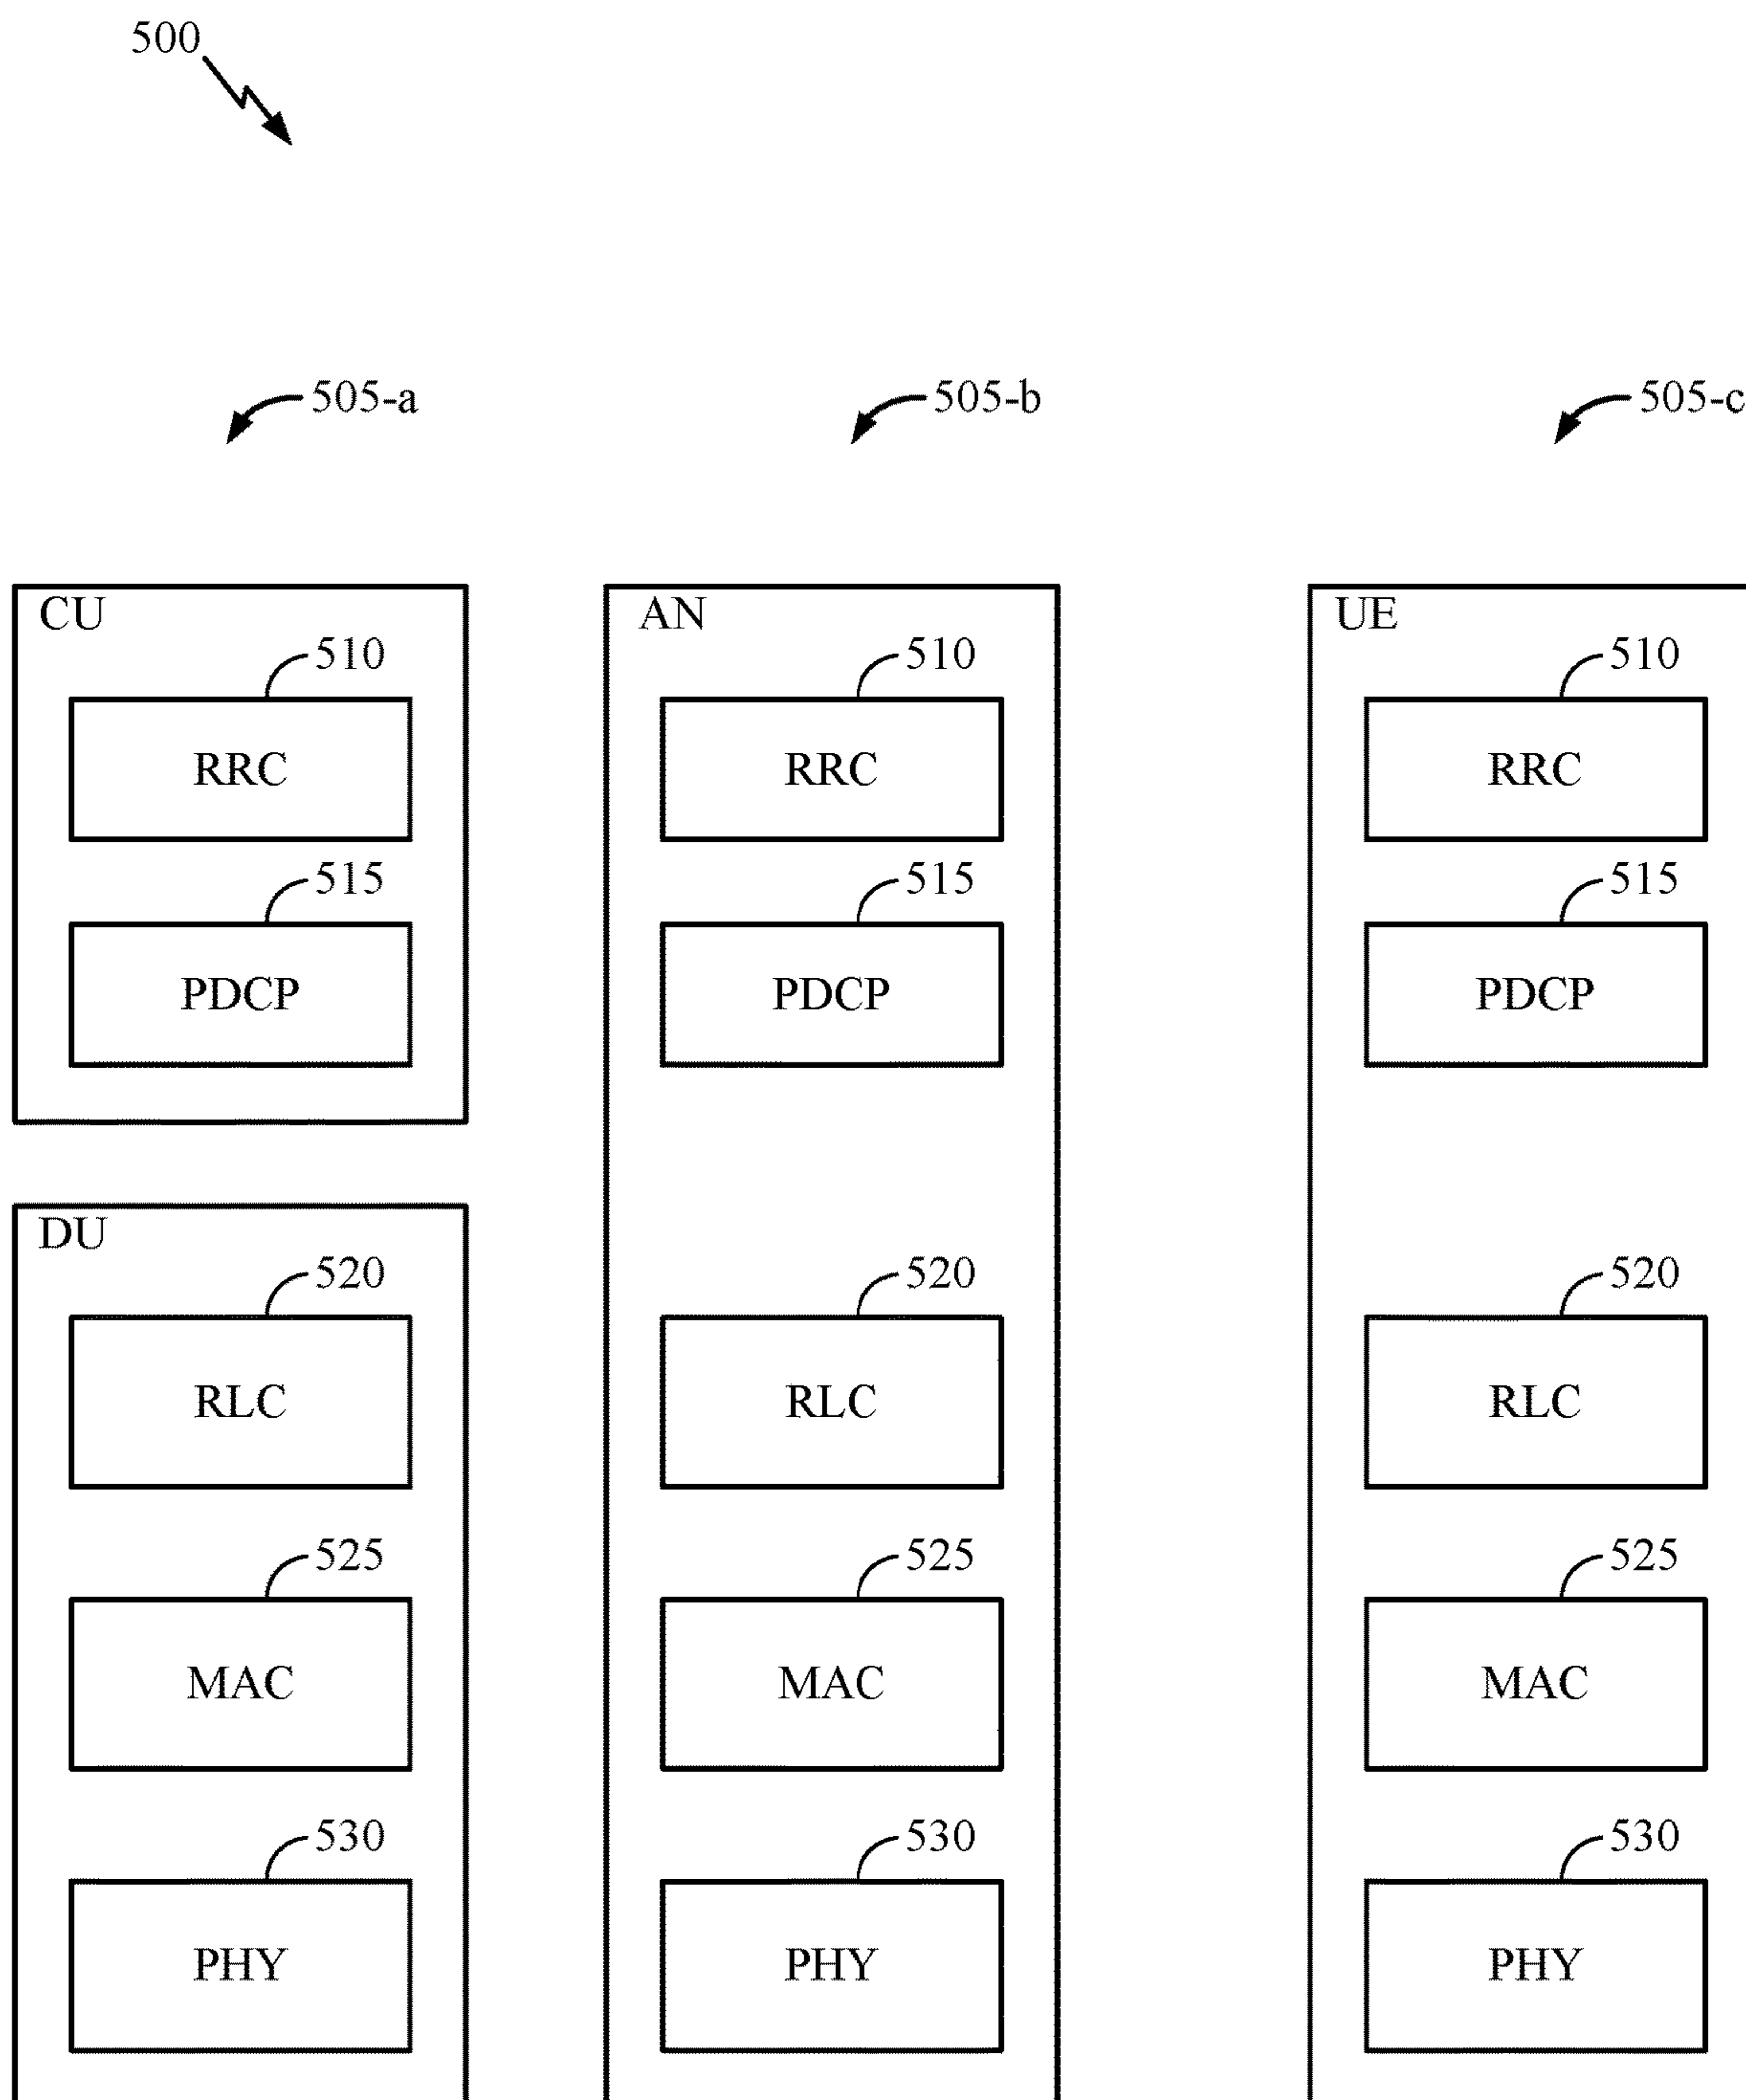 500
505-a 505-b 505-c
CU AN UE
510 510 510
RRC RRC RRC
515 515 515
PDCP PDCP PDCP
DU
520 520 520
RLC RLC RLC
525 525 525
MAC MAC MAC
530 530 530
PHY PHY PHY